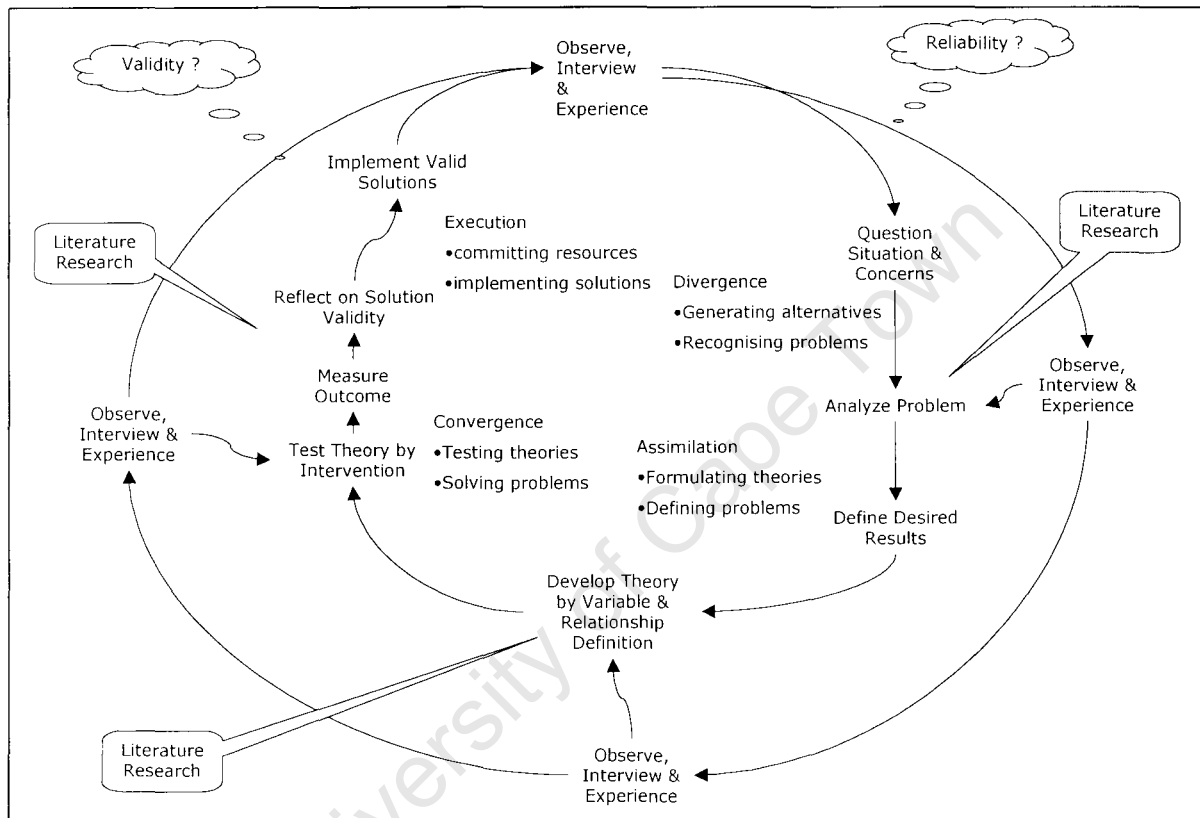 Validity ?
Observe,
Interview
&
Experience
Reliability ?
Implement Valid
Solutions
Literature
Research
Execution
•committing resources
•implementing solutions
Question
Situation &
Concerns
Literature
Research
Reflect on Solution
Validity
Divergence
•Generating alternatives
•Recognising problems
Measure
Outcome
Observe,
Interview &
Experience
Analyze Problem
Observe,
Interview &
Experience
Test Theory by
Intervention
Convergence
•Testing theories
•Solving problems
Assimilation
•Formulating theories
•Defining problems
Define Desired
Results
Develop Theory
by Variable &
Relationship
Definition
Literature
Research
Observe,
Interview &
Experience
versity of Cape Town